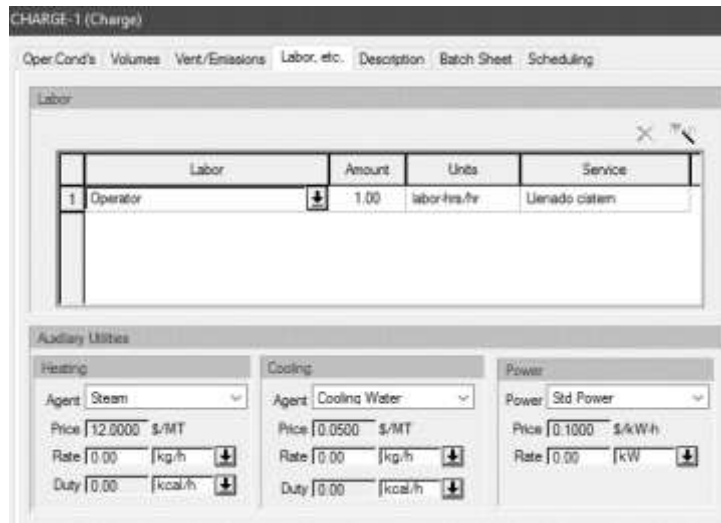 CHARGE-1 (Charge)
Oper.Cond's Volumes Vent/Emissions Labor, etc. Description Batch Sheet Scheduling
Labor
Labor Amount Units Service
1 Operator 1.00 labor-hrs/hr Llenado cistern
Auxiliary Utilities
Heating Cooling Power
Agent Steam Agent Cooling Water Power Std Power
Price 12.0000 $/MT Price 0.0500 $/MT Price 0.1000 $/kW-h
Rate 0.00 kg/h Rate 0.00 kg/h Rate 0.00 kW
Duty 0.00 kcal/h Duty 0.00 kcal/h